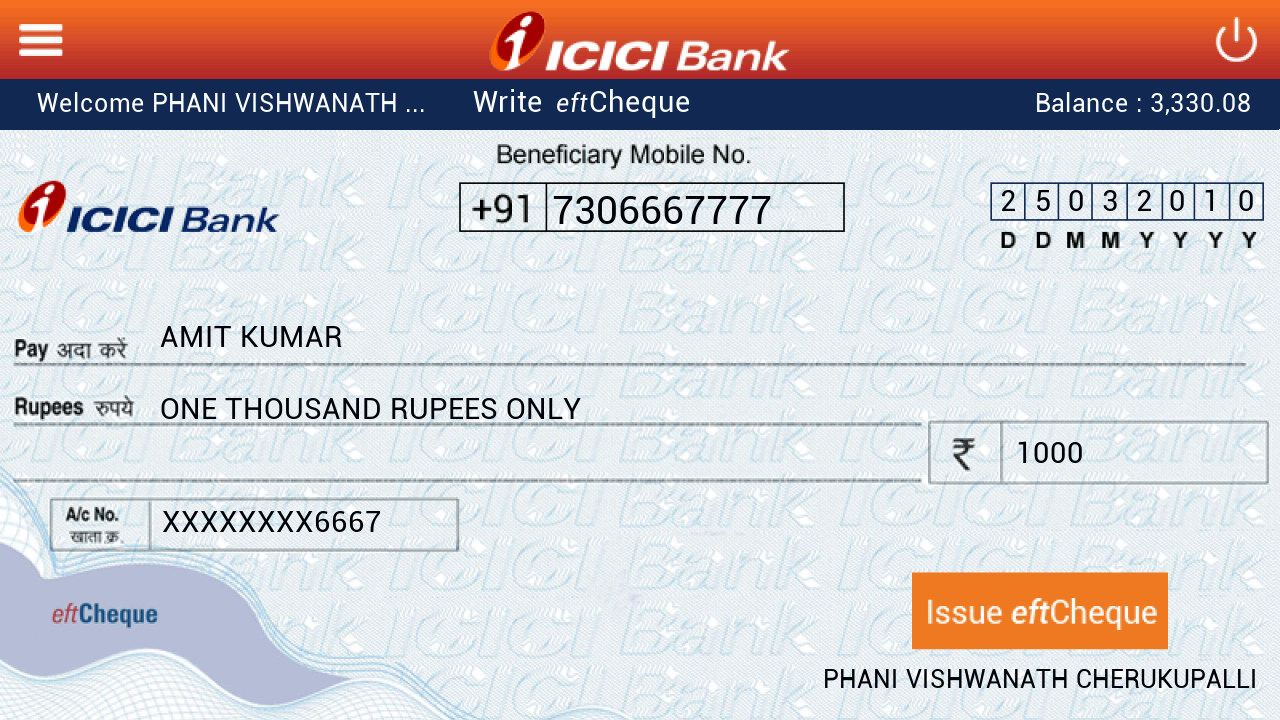 ICICI Bank
Welcome PHANI VISHWANATH ... Write eftCheque Balance : 3,330.08
Beneficiary Mobile No.
ICICI Bank +91 7306667777 2 5 0 3 2 0 1 0
D D M M Y Y Y Y
Pay अदा करें AMIT KUMAR
Rupees रुपये ONE THOUSAND RUPEES ONLY
₹ 1000
A/c No. XXXXXXXX6667
खाता क्र.
eftCheque Issue eftCheque
PHANI VISHWANATH CHERUKUPALLI